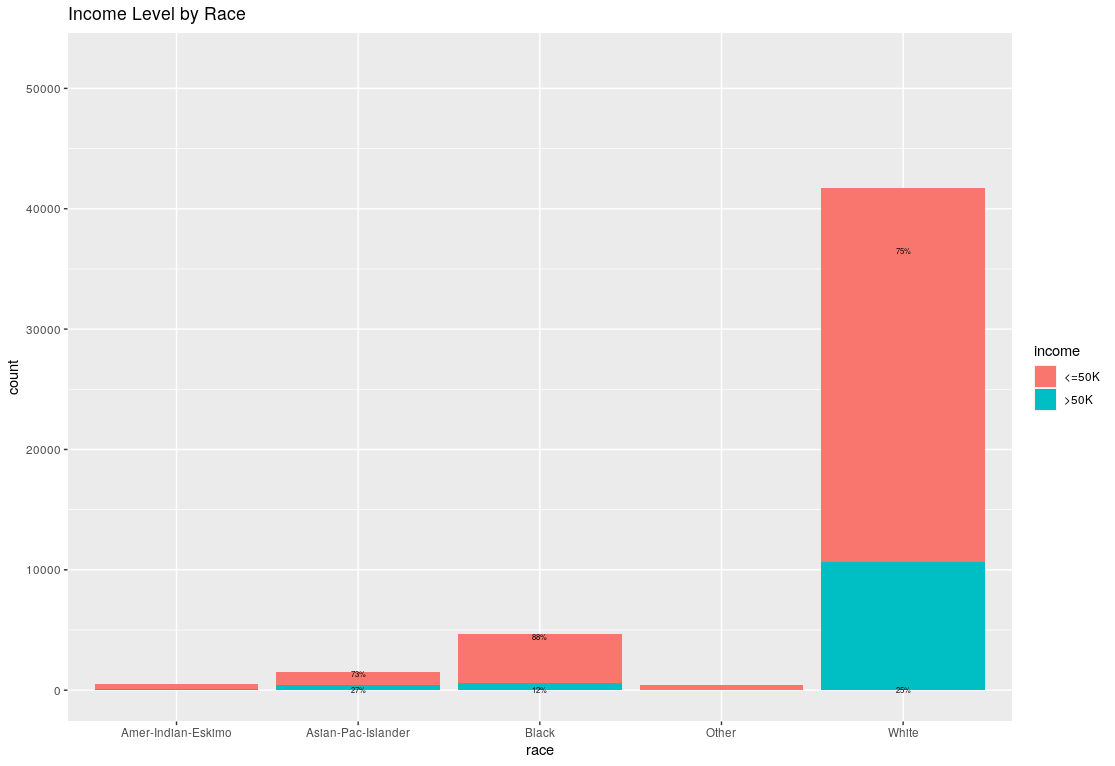 Income Level by Race
50000
40000
30000
20000
10000
0
count
75%
88%
73%
27%
12%
25%
Amer-Indian-Eskimo
Asian-Pac-Islander
Black
Other
White
race
income
<=50K
>50K